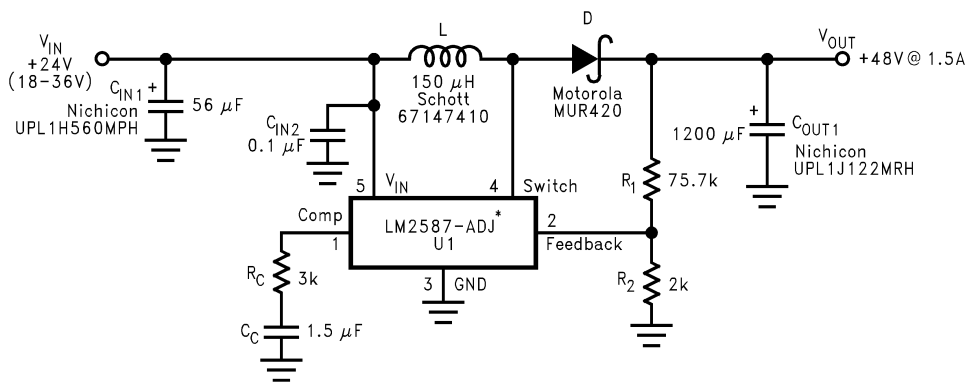 V_IN
+24V
(18-36V)
C_IN1 +
56 μF
Nichicon
UPL1H560MPH
C_IN2
0.1 μF
L
150 μH
Schott
67147410
D
Motorola
MUR420
V_OUT
+48V @ 1.5A
+
1200 μF
C_OUT1
Nichicon
UPL1J122MRH
R_1
75.7k
5
V_IN
4
Switch
Comp
1
LM2587-ADJ*
U1
2
Feedback
3
GND
R_C
3k
C_C
1.5 μF
R_2
2k